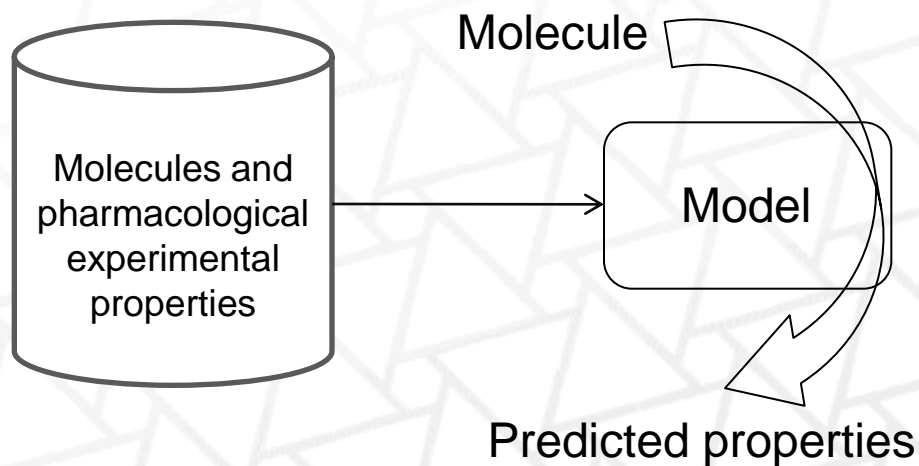 Molecule
Molecules and
pharmacological
experimental
properties
Model
Predicted properties